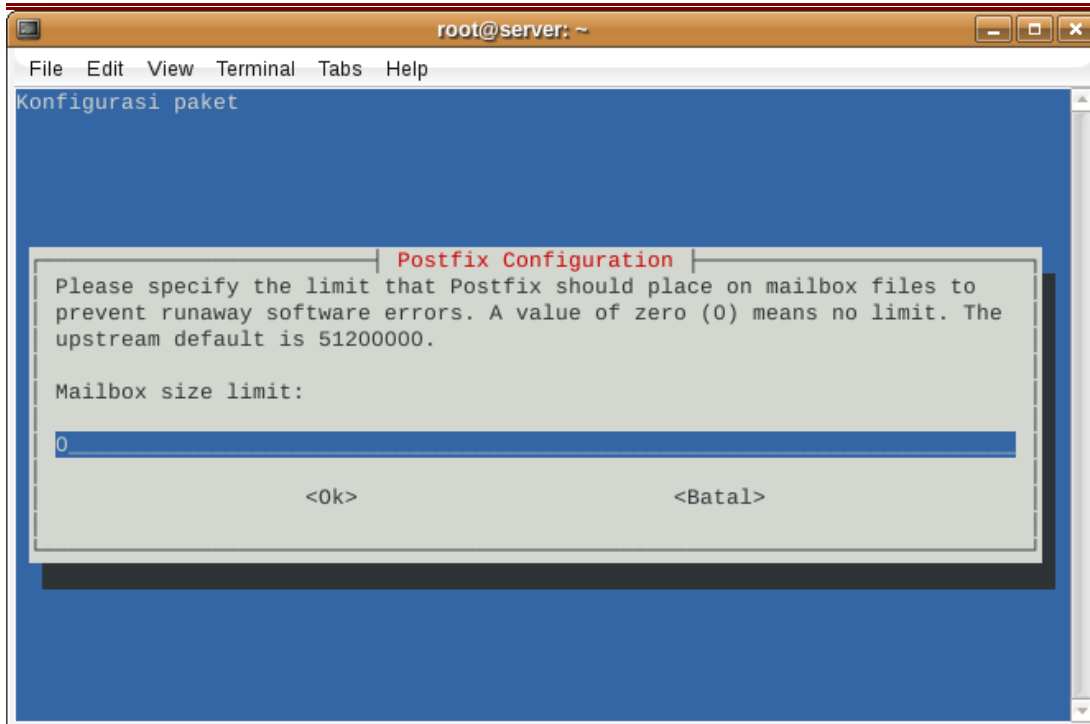 root@server: ~
File Edit View Terminal Tabs Help
Konfigurasi paket
Postfix Configuration
Please specify the limit that Postfix should place on mailbox files to
prevent runaway software errors. A value of zero (0) means no limit. The
upstream default is 51200000.
Mailbox size limit:
0
<Ok> <Batal>